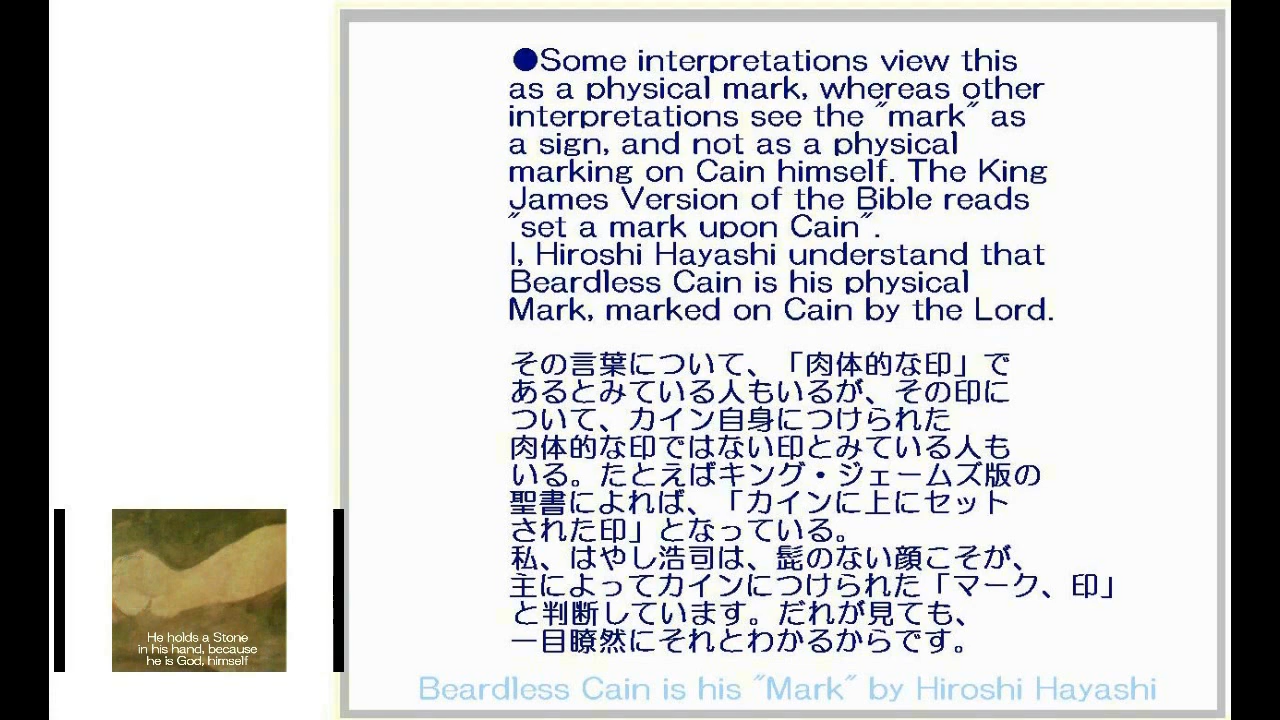 ●Some interpretations view this
as a physical mark, whereas other
interpretations see the "mark" as
a sign, and not as a physical
marking on Cain himself. The King
James Version of the Bible reads
"set a mark upon Cain".
I, Hiroshi Hayashi understand that
Beardless Cain is his physical
Mark, marked on Cain by the Lord.
その言葉について、「肉体的な印」で
あるとみている人もいるが、その印に
ついて、カイン自身につけられた
肉体的な印ではない印とみている人も
いる。たとえばキング・ジェームズ版の
聖書によれば、「カインに上にセット
された印」となっている。
私、はやし浩司は、髭のない顔こそが、
主によってカインにつけられた「マーク、印」
と判断しています。だれが見ても、
一目瞭然にそれとわかるからです。
He holds a Stone
in his hand, because
he is God, himself
Beardless Cain is his "Mark" by Hiroshi Hayashi